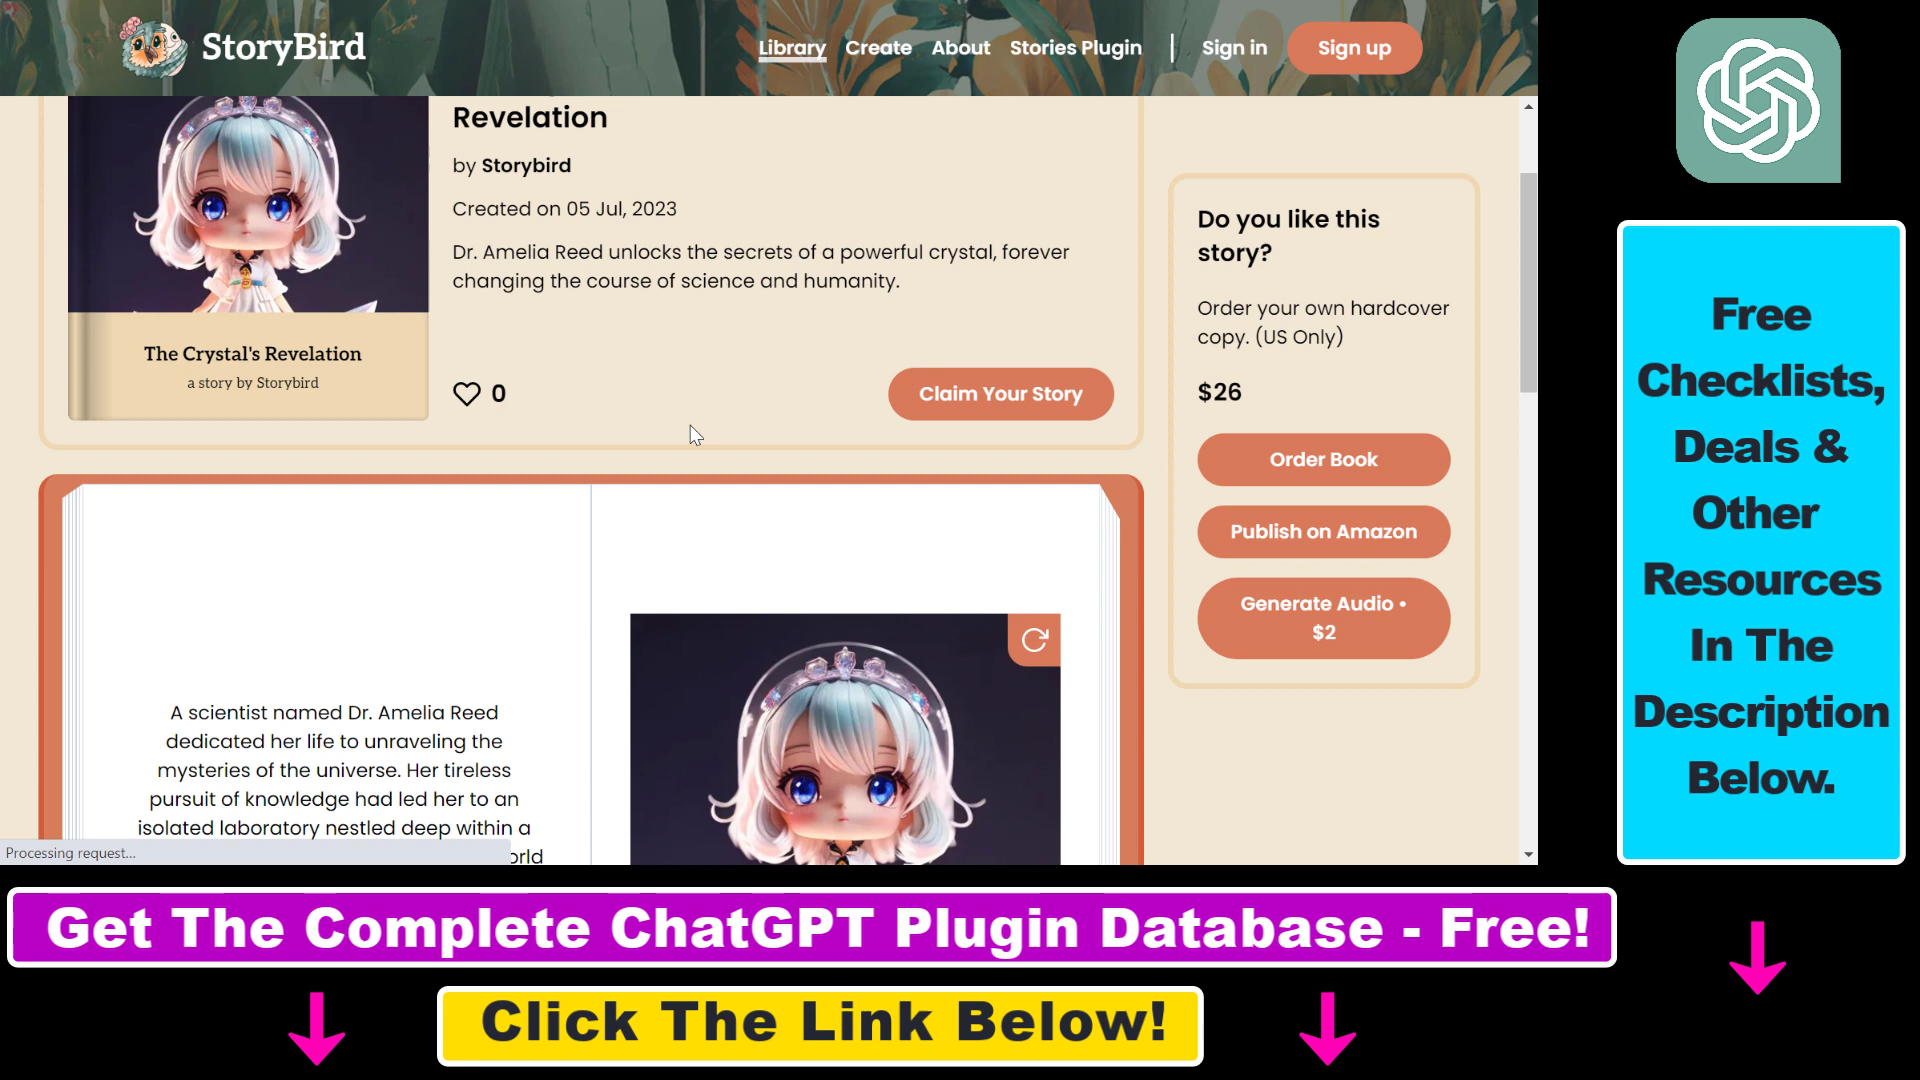 StoryBird
Library Create About Stories Plugin | Sign in Sign up
Revelation
by Storybird
Created on 05 Jul, 2023
Dr. Amelia Reed unlocks the secrets of a powerful crystal, forever
changing the course of science and humanity.
The Crystal's Revelation
a story by Storybird
0
Claim Your Story
Do you like this
story?
Order your own hardcover
copy. (US Only)
$26
Order Book
Publish on Amazon
Generate Audio •
$2
A scientist named Dr. Amelia Reed
dedicated her life to unraveling the
mysteries of the universe. Her tireless
pursuit of knowledge had led her to an
isolated laboratory nestled deep within a
orld
Processing request...
Free
Checklists,
Deals &
Other
Resources
In The
Description
Below.
Get The Complete ChatGPT Plugin Database - Free!
Click The Link Below!